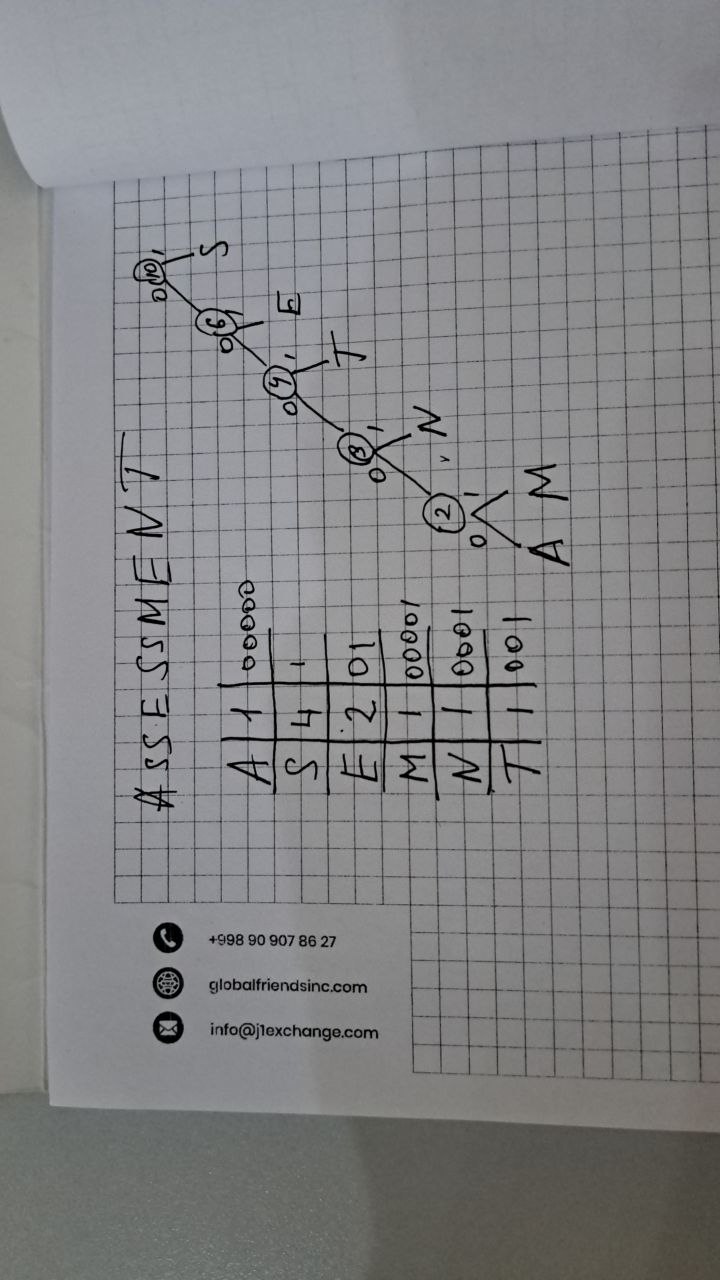 ASSESSMENT
A 1 00000
S 4 1
E 2 01
M 1 00001
N 1 0001
T 1 001
10
0 1
S
6
0 1
E
4
0 1
T
3
0 1
N
2
0 1
A M
+998 90 907 86 27
globalfriendsinc.com
info@j1exchange.com